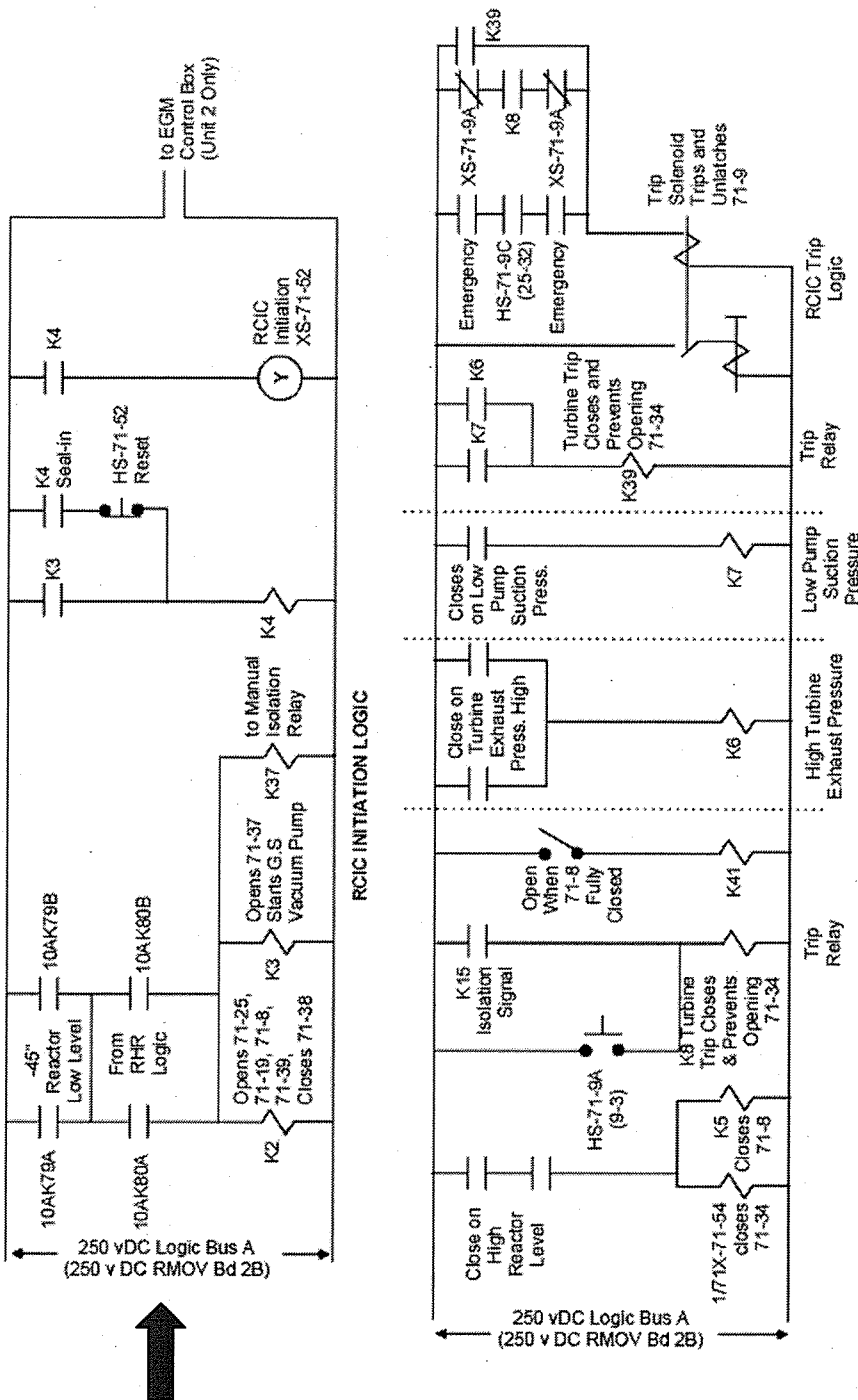 250 vDC Logic Bus A
(250 v DC RMOV Bd 2B)
10AK79A
-45"
Reactor
Low Level
10AK79B
10AK80A
From
RHR
Logic
10AK80B
Opens 71-25,
71-19, 71-8,
71-39,
Closes 71-38
K2
Opens 71-37
Starts G.S
Vacuum Pump
K3
to Manual
Isolation
Relay
K37
K3
K4
Seal-in
HS-71-52
Reset
K4
K4
RCIC
Initiation
XS-71-52
Y
to EGM
Control Box
(Unit 2 Only)
RCIC INITIATION LOGIC
250 vDC Logic Bus A
(250 v DC RMOV Bd 2B)
Close on
High
Reactor
Level
1/71X-71-54
closes
71-34
K5
Closes
71-8
HS-71-9A
(9-3)
K15
Isolation
Signal
K8 Turbine
Trip Closes
& Prevents
Opening
71-34
Trip
Relay
Open
When
71-8
Fully
Closed
K41
Close on
Turbine
Exhaust
Press. High
K6
High Turbine
Exhaust Pressure
Closes
on Low
Pump
Suction
Press.
K7
Low Pump
Suction
Pressure
K7
K6
Turbine Trip
Closes and
Prevents
Opening
71-34
K39
Trip
Relay
Emergency
HS-71-9C
(25-32)
Emergency
XS-71-9A
K8
XS-71-9A
K39
Trip
Solenoid
Trips and
Unlatches
71-9
RCIC Trip
Logic